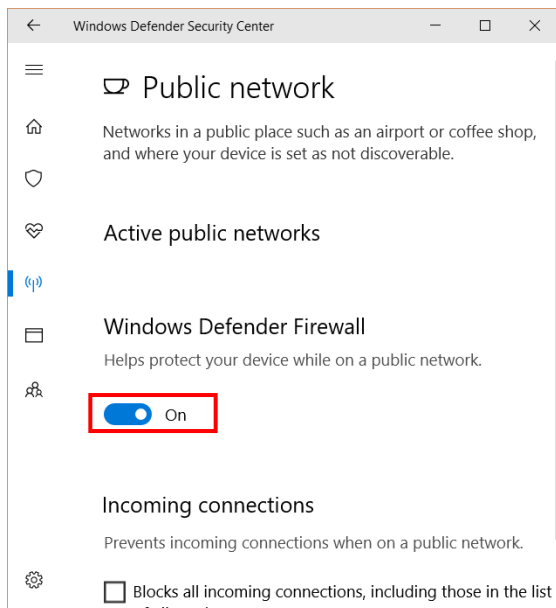 Windows Defender Security Center
Public network
Networks in a public place such as an airport or coffee shop,
and where your device is set as not discoverable.
Active public networks
Windows Defender Firewall
Helps protect your device while on a public network.
On
Incoming connections
Prevents incoming connections when on a public network.
Blocks all incoming connections, including those in the list